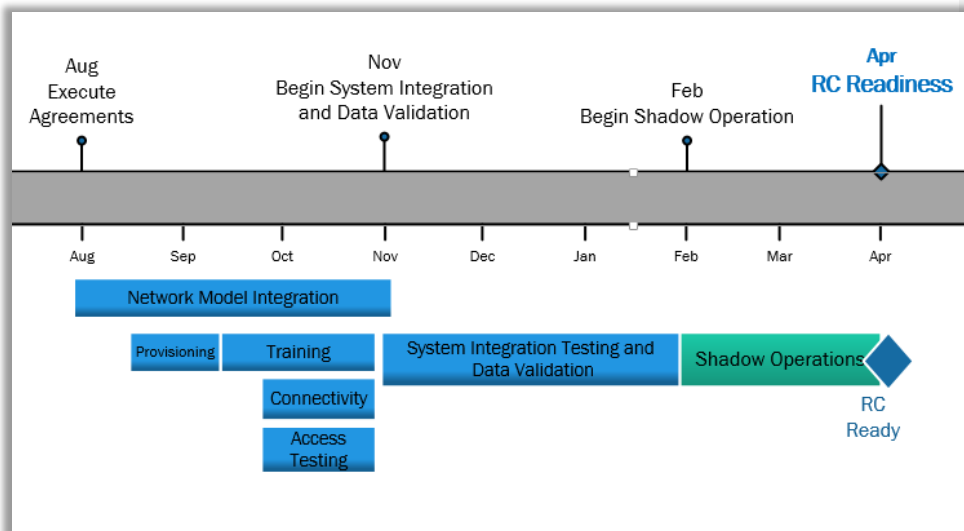 Aug
Execute
Agreements
Nov
Begin System Integration
and Data Validation
Feb
Begin Shadow Operation
Apr
RC Readiness
Aug
Sep
Oct
Nov
Dec
Jan
Feb
Mar
Apr
Network Model Integration
Provisioning
Training
System Integration Testing and
Data Validation
Shadow Operations
Connectivity
RC
Ready
Access
Testing